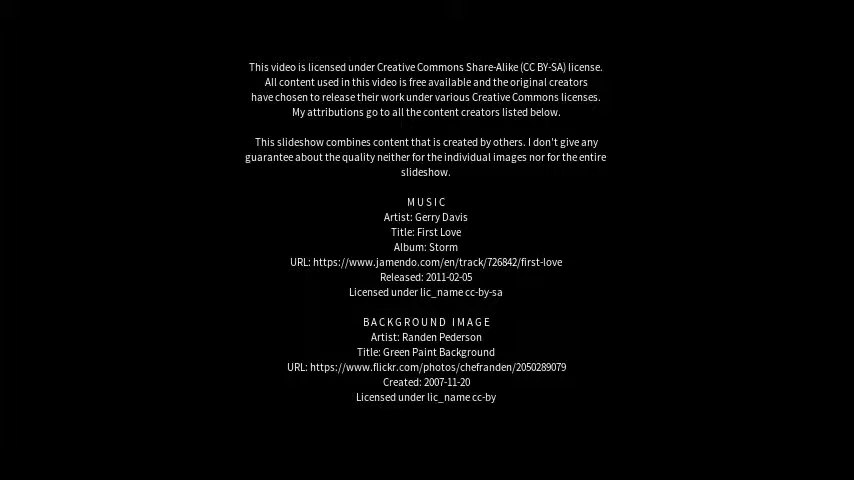 This video is licensed under Creative Commons Share-Alike (CC BY-SA) license.
All content used in this video is free available and the original creators
have chosen to release their work under various Creative Commons licenses.
My attributions go to all the content creators listed below.
This slideshow combines content that is created by others. I don't give any
guarantee about the quality neither for the individual images nor for the entire
slideshow.
MUSIC
Artist: Gerry Davis
Title: First Love
Album: Storm
URL: https://www.jamendo.com/en/track/726842/first-love
Released: 2011-02-05
Licensed under lic_name cc-by-sa
BACKGROUND IMAGE
Artist: Randen Pederson
Title: Green Paint Background
URL: https://www.flickr.com/photos/chefranden/2050289079
Created: 2007-11-20
Licensed under lic_name cc-by